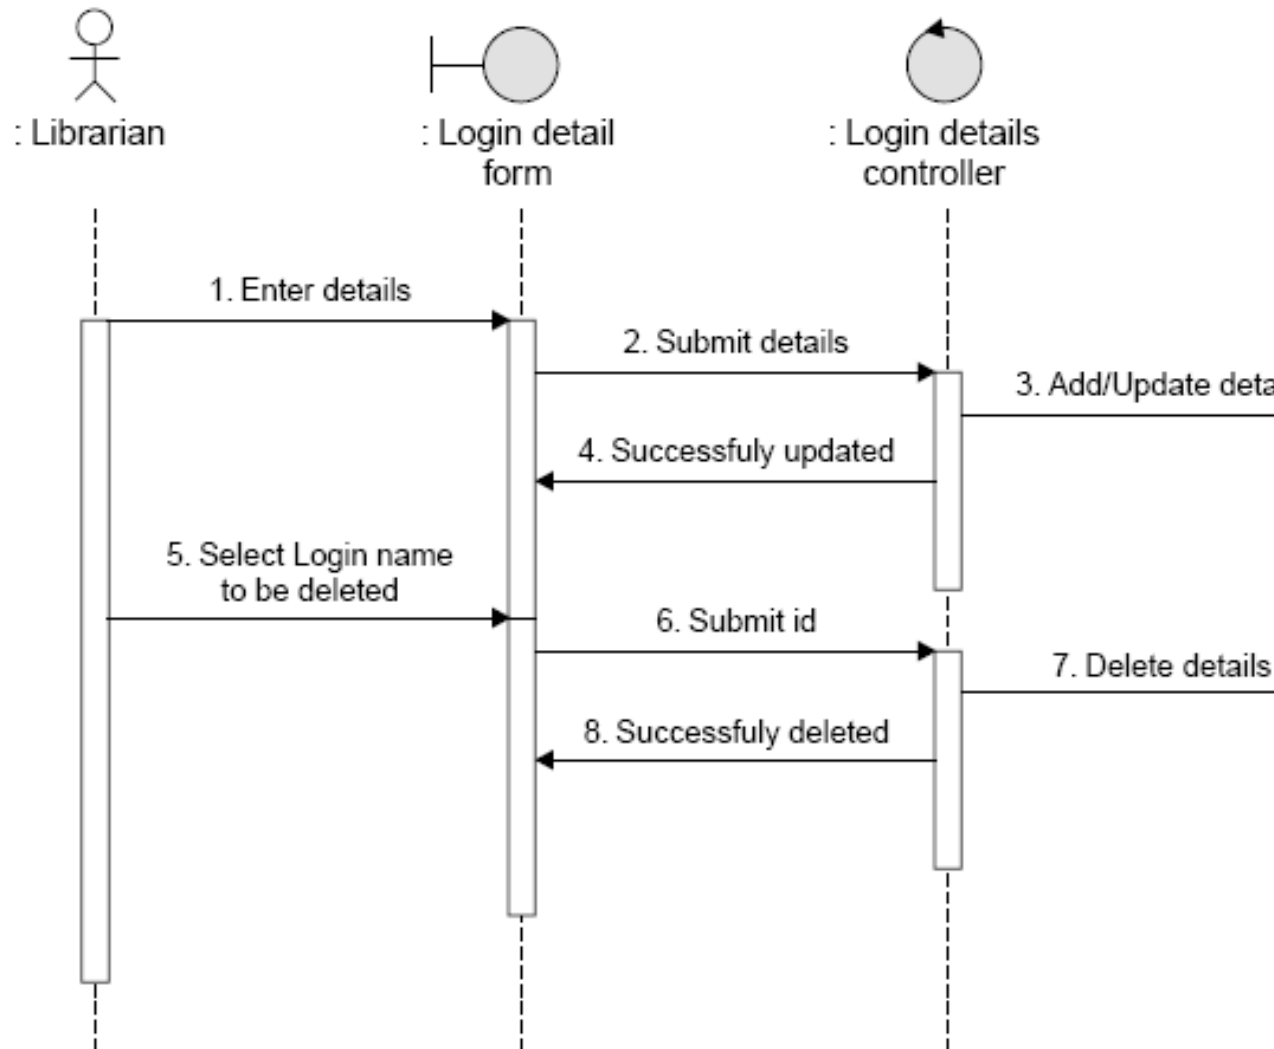 : Librarian
: Login detail
form
: Login details
controller
1. Enter details
2. Submit details
3. Add/Update
4. Successfuly updated
5. Select Login name
to be deleted
6. Submit id
7. Delete details
8. Successfuly deleted